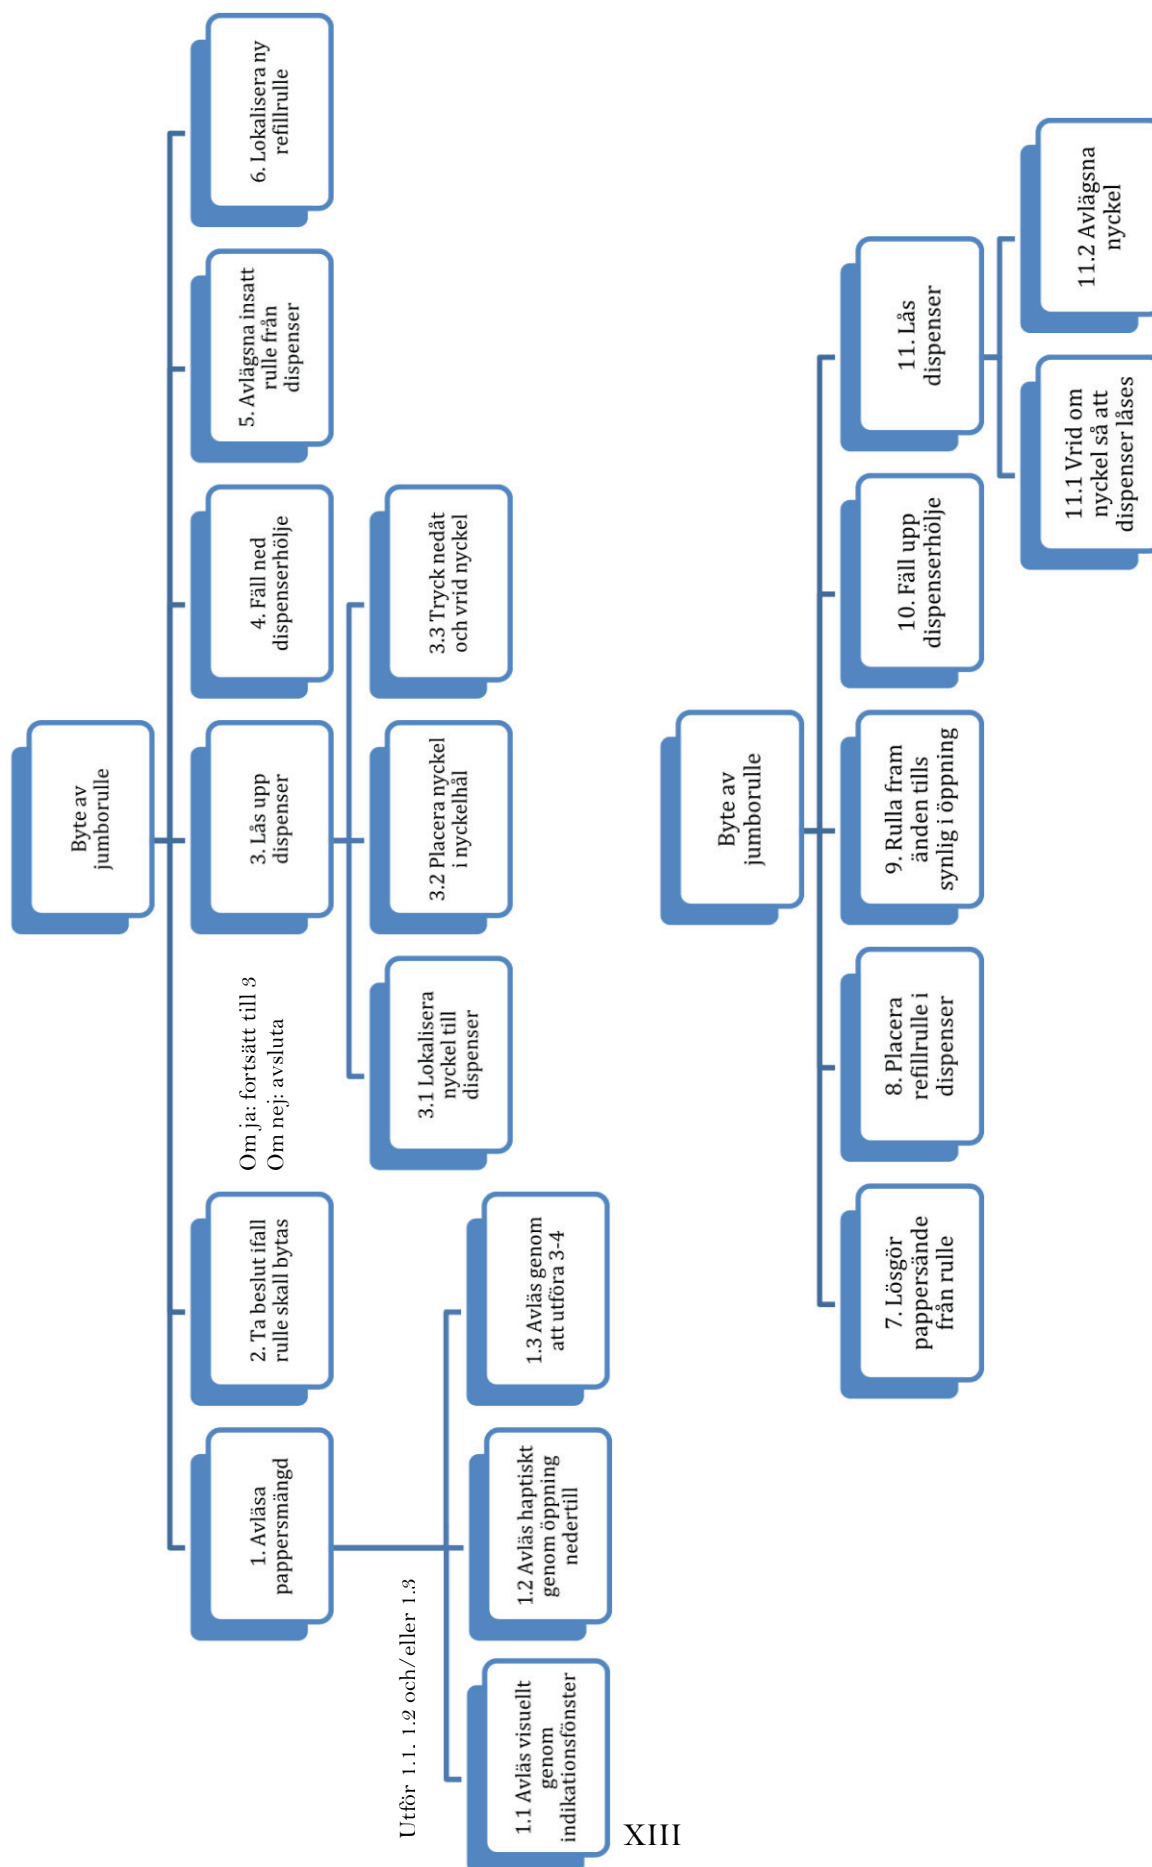 Byte av
jumborulle
1. Avläsa
pappersmängd
2. Ta beslut ifall
rulle skall bytas
Om ja: fortsätt till 3
Om nej: avsluta
3. Lås upp
dispenser
4. Fäll ned
dispenserhölje
5. Avlägsna insatt
rulle från
dispenser
6. Lokalisera ny
refillrulle
Utför 1.1. 1.2 och/eller 1.3
1.1 Avläs visuellt
genom
indikationsfönster
1.2 Avläs haptiskt
genom öppning
nedertill
1.3 Avläs genom
att utföra 3-4
3.1 Lokalisera
nyckel till
dispenser
3.2 Placera nyckel
i nyckelhål
3.3 Tryck nedåt
och vrid nyckel
Byte av
jumborulle
7. Lösgör
pappersände
från rulle
8. Placera
refillrulle i
dispenser
9. Rulla fram
änden tills
synlig i öppning
10. Fäll upp
dispenserhölje
11. Lås
dispenser
11.1 Vrid om
nyckel så att
dispenser låses
11.2 Avlägsna
nyckel
XIII